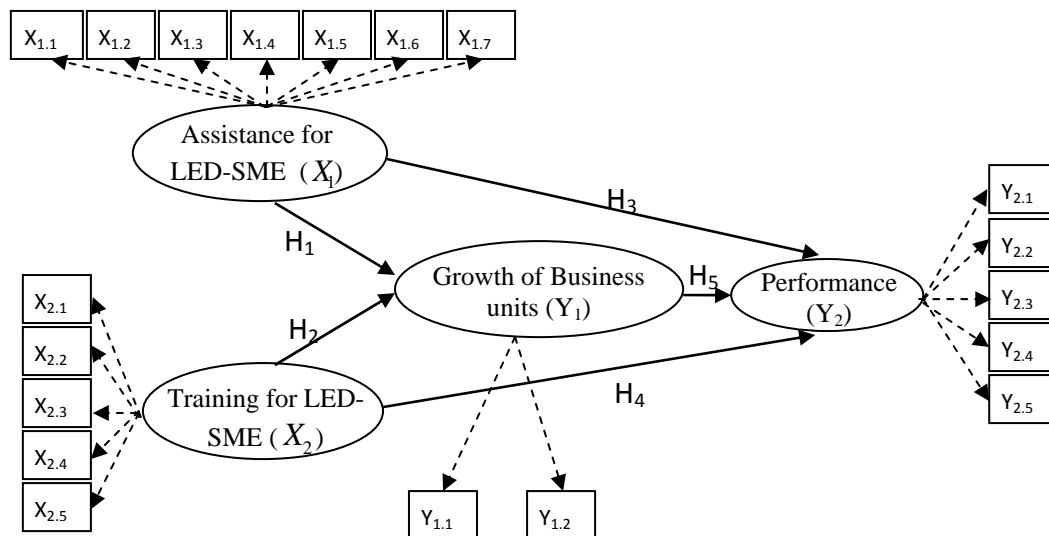 X1.1 X1.2 X1.3 X1.4 X1.5 X1.6 X1.7
Assistance for
LED-SME (X1)
H3
H1
Y2.1
Y2.2
Y2.3
Y2.4
Y2.5
Growth of Business
units (Y1)
H5
Performance
(Y2)
H2
X2.1
X2.2
X2.3
X2.4
X2.5
Training for LED-
SME (X2)
H4
Y1.1 Y1.2